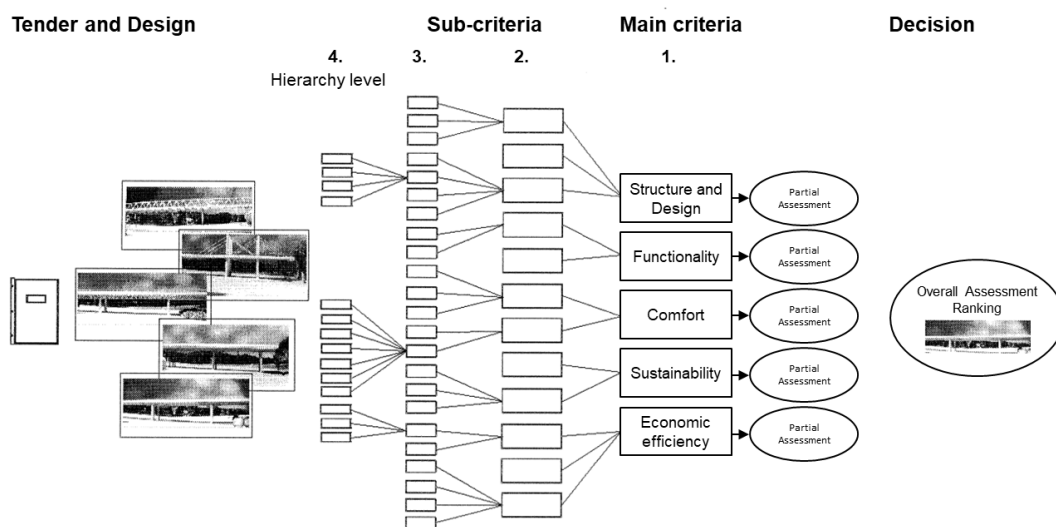 Tender and Design
Sub-criteria
Main criteria
Decision
4.
3.
2.
1.
Hierarchy level
Structure and
Design
Partial
Assessment
Functionality
Partial
Assessment
Comfort
Partial
Assessment
Sustainability
Partial
Assessment
Economic
efficiency
Partial
Assessment
Overall Assessment
Ranking